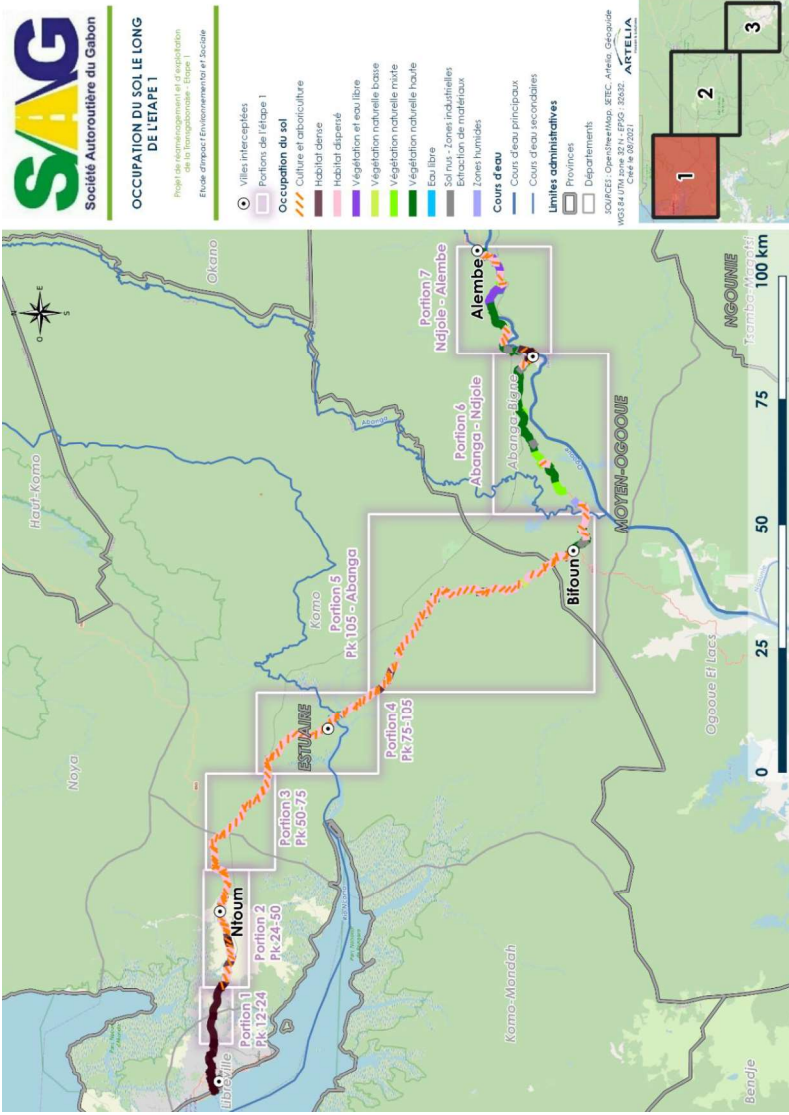 SAG
Société Autoroutière du Gabon
OCCUPATION DU SOL LE LONG
DE L'ETAPE 1
Projet de réaménagement et d'exploitation
de la Transgabonaise - Etape 1
Etude d'Impact Environnemental et Sociale
Villes interceptées
Portions de l'étape 1
Occupation du sol
Culture et arboriculture
Habitat dense
Habitat dispersé
Végétation et eau libre
Végétation naturelle basse
Végétation naturelle mixte
Végétation naturelle haute
Eau libre
Sol nus - Zones industrielles
Extraction de matériaux
Zones humides
Cours d'eau
Cours d'eau principaux
Cours d'eau secondaires
Limites administratives
Provinces
Départements
SOURCES : OpenStreetMap, SETEC, Artelia, Géoguide
WGS 84 UTM zone 32 N - EPSG : 32632
Créé le 08/2021
ARTELIA
1
2
3
N
E
S
O
Noya
Haut-Komo
Okano
Komo
Abanga
ESTUAIRE
Libreville
Portion 1
Pk 12-24
Portion 2
Pk 24-50
Ntoum
Portion 3
Pk 50-75
Portion 4
Pk 75-105
Portion 5
Pk 105 - Abanga
Bifoun
Portion 6
Abanga - Ndjole
Abanga-Bigne
Portion 7
Ndjole - Alembe
Alembe
MOYEN-OGOOUE
Ogooue Et Lacs
NGOUNIE
Tsamba-Magotsi
Komo-Mondah
Bendje
0
25
50
75
100 km